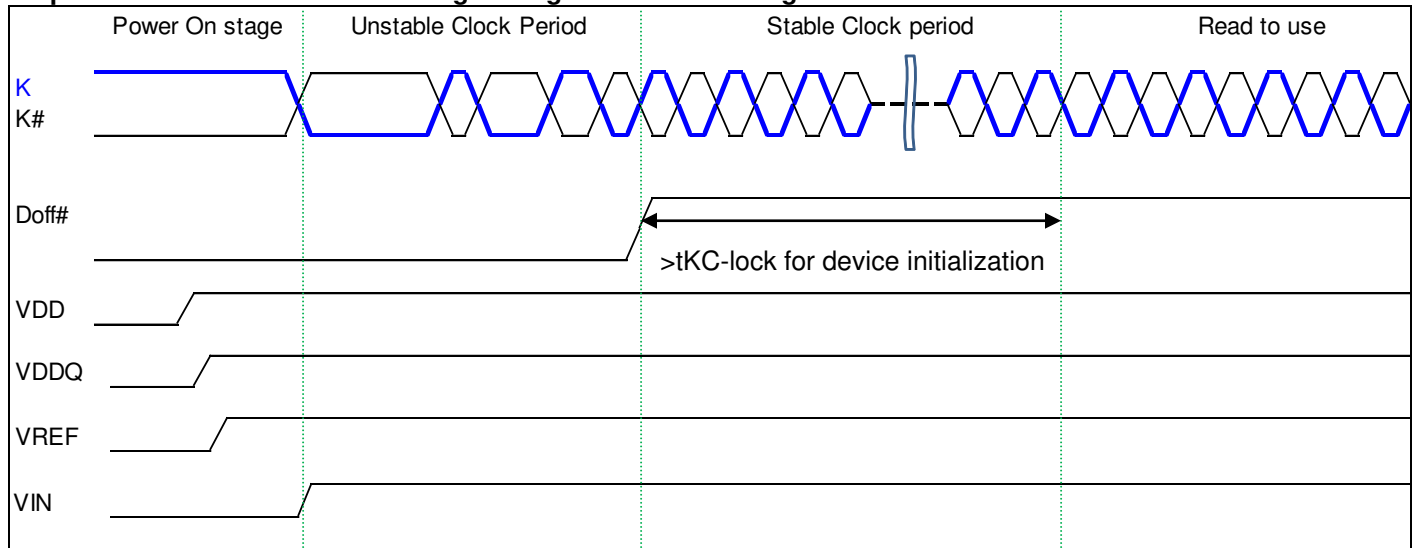 Power On stage Unstable Clock Period Stable Clock period Read to use
K
K#
Doff#
>tKC-lock for device initialization
VDD
VDDQ
VREF
VIN